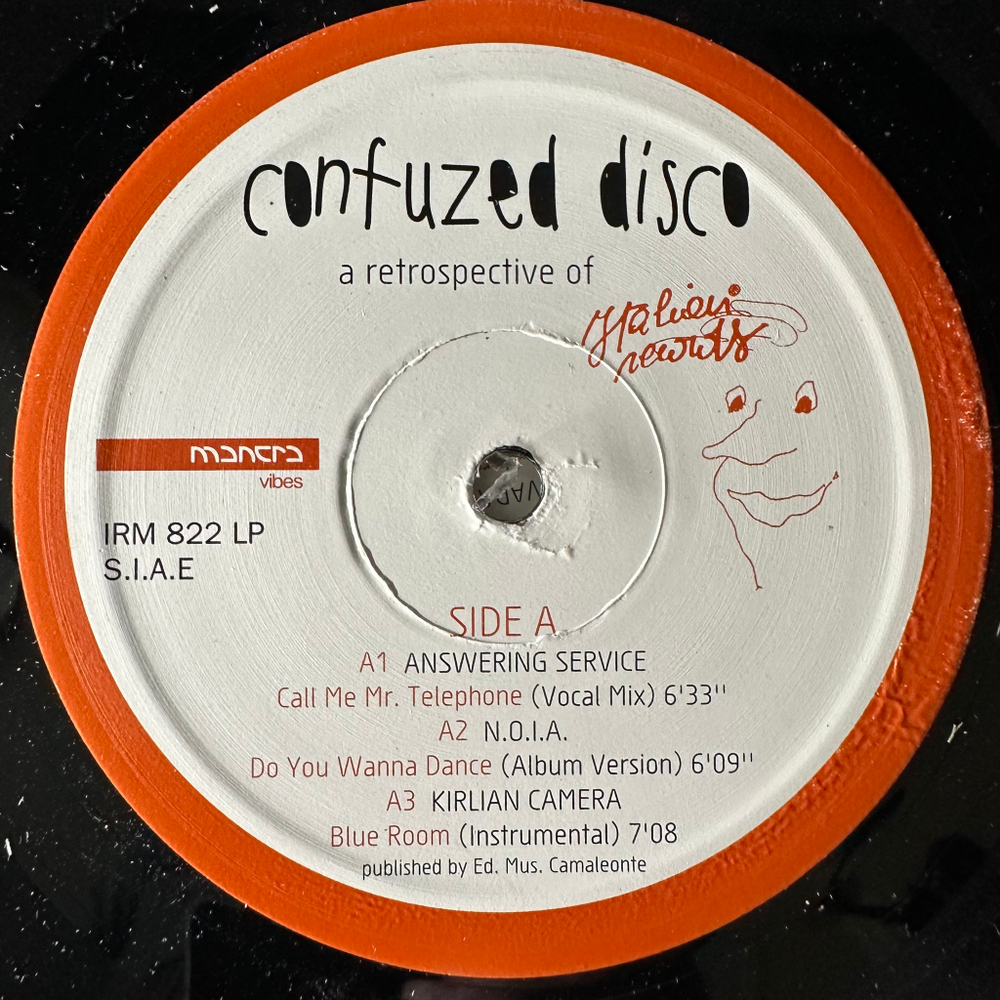 confuzed disco
a retrospective of
Italian
records
mantra
vibes
IRM 822 LP
S.I.A.E
SIDE A
A1 ANSWERING SERVICE
Call Me Mr. Telephone (Vocal Mix) 6'33''
A2 N.O.I.A.
Do You Wanna Dance (Album Version) 6'09''
A3 KIRLIAN CAMERA
Blue Room (Instrumental) 7'08
published by Ed. Mus. Camaleonte